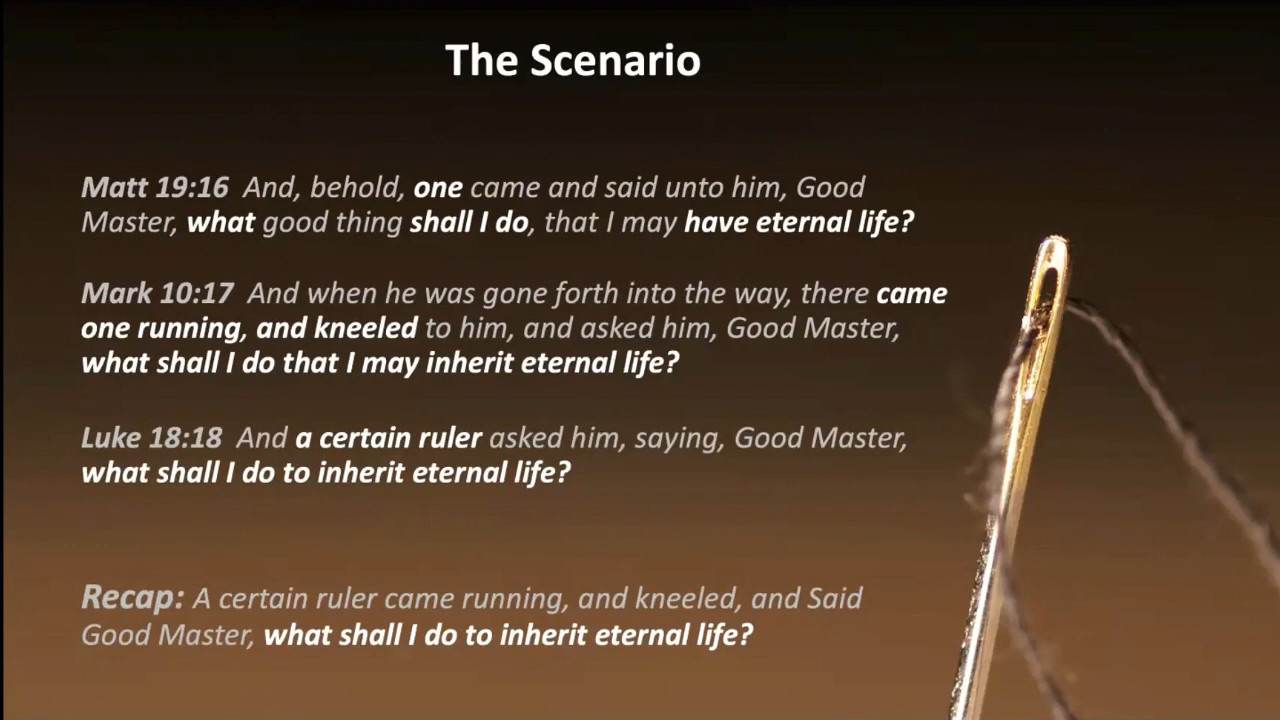 The Scenario
Matt 19:16 And, behold, one came and said unto him, Good
Master, what good thing shall I do, that I may have eternal life?
Mark 10:17 And when he was gone forth into the way, there came
one running, and kneeled to him, and asked him, Good Master,
what shall I do that I may inherit eternal life?
Luke 18:18 And a certain ruler asked him, saying, Good Master,
what shall I do to inherit eternal life?
Recap: A certain ruler came running, and kneeled, and Said
Good Master, what shall I do to inherit eternal life?